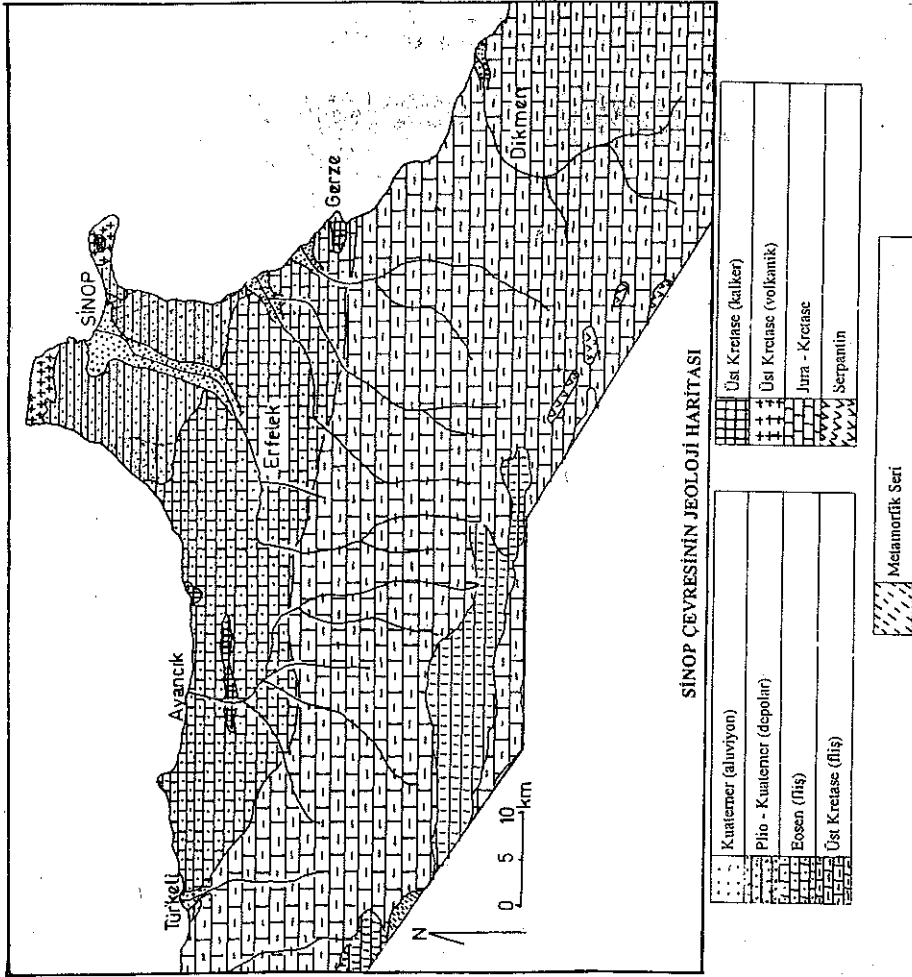 SİNOP
Gerze
Dikmen
Erfelek
Ayancık
Türkeli
N
0 5 10
km
SİNOP ÇEVRESİNİN JEOLOJİ HARİTASI
Kuaterner (aluviyon)
Plio - Kuaterner (depolar)
Eosen (fliş)
Üst Kretase (fliş)
Üst Kretase (kalker)
Üst Kretase (volkanik)
Jura - Kretase
Serpantin
Metamorfik Seri